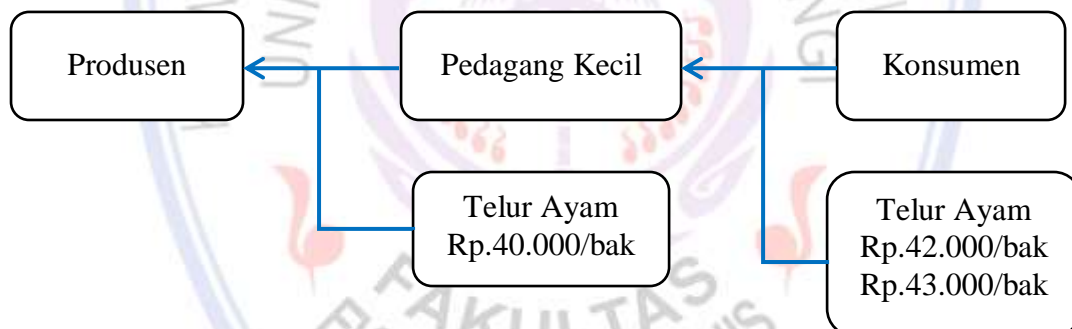 Produsen
Pedagang Kecil
Konsumen
Telur Ayam
Rp.40.000/bak
Telur Ayam
Rp.42.000/bak
Rp.43.000/bak
FAKULTAS